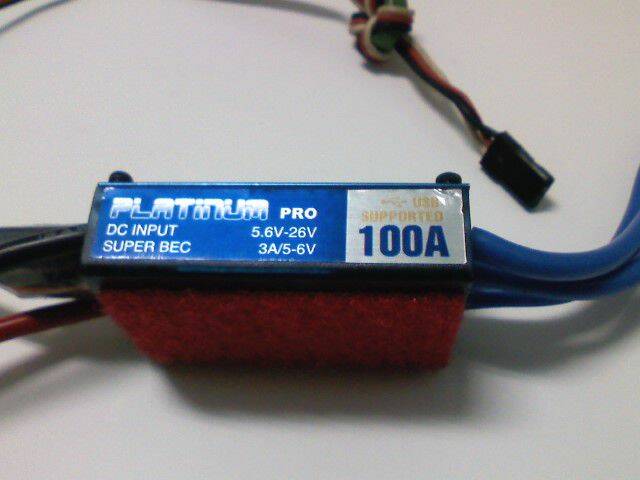 PLATINUM PRO
DC INPUT 5.6V-26V
SUPER BEC 3A/5-6V
USB
SUPPORTED
100A